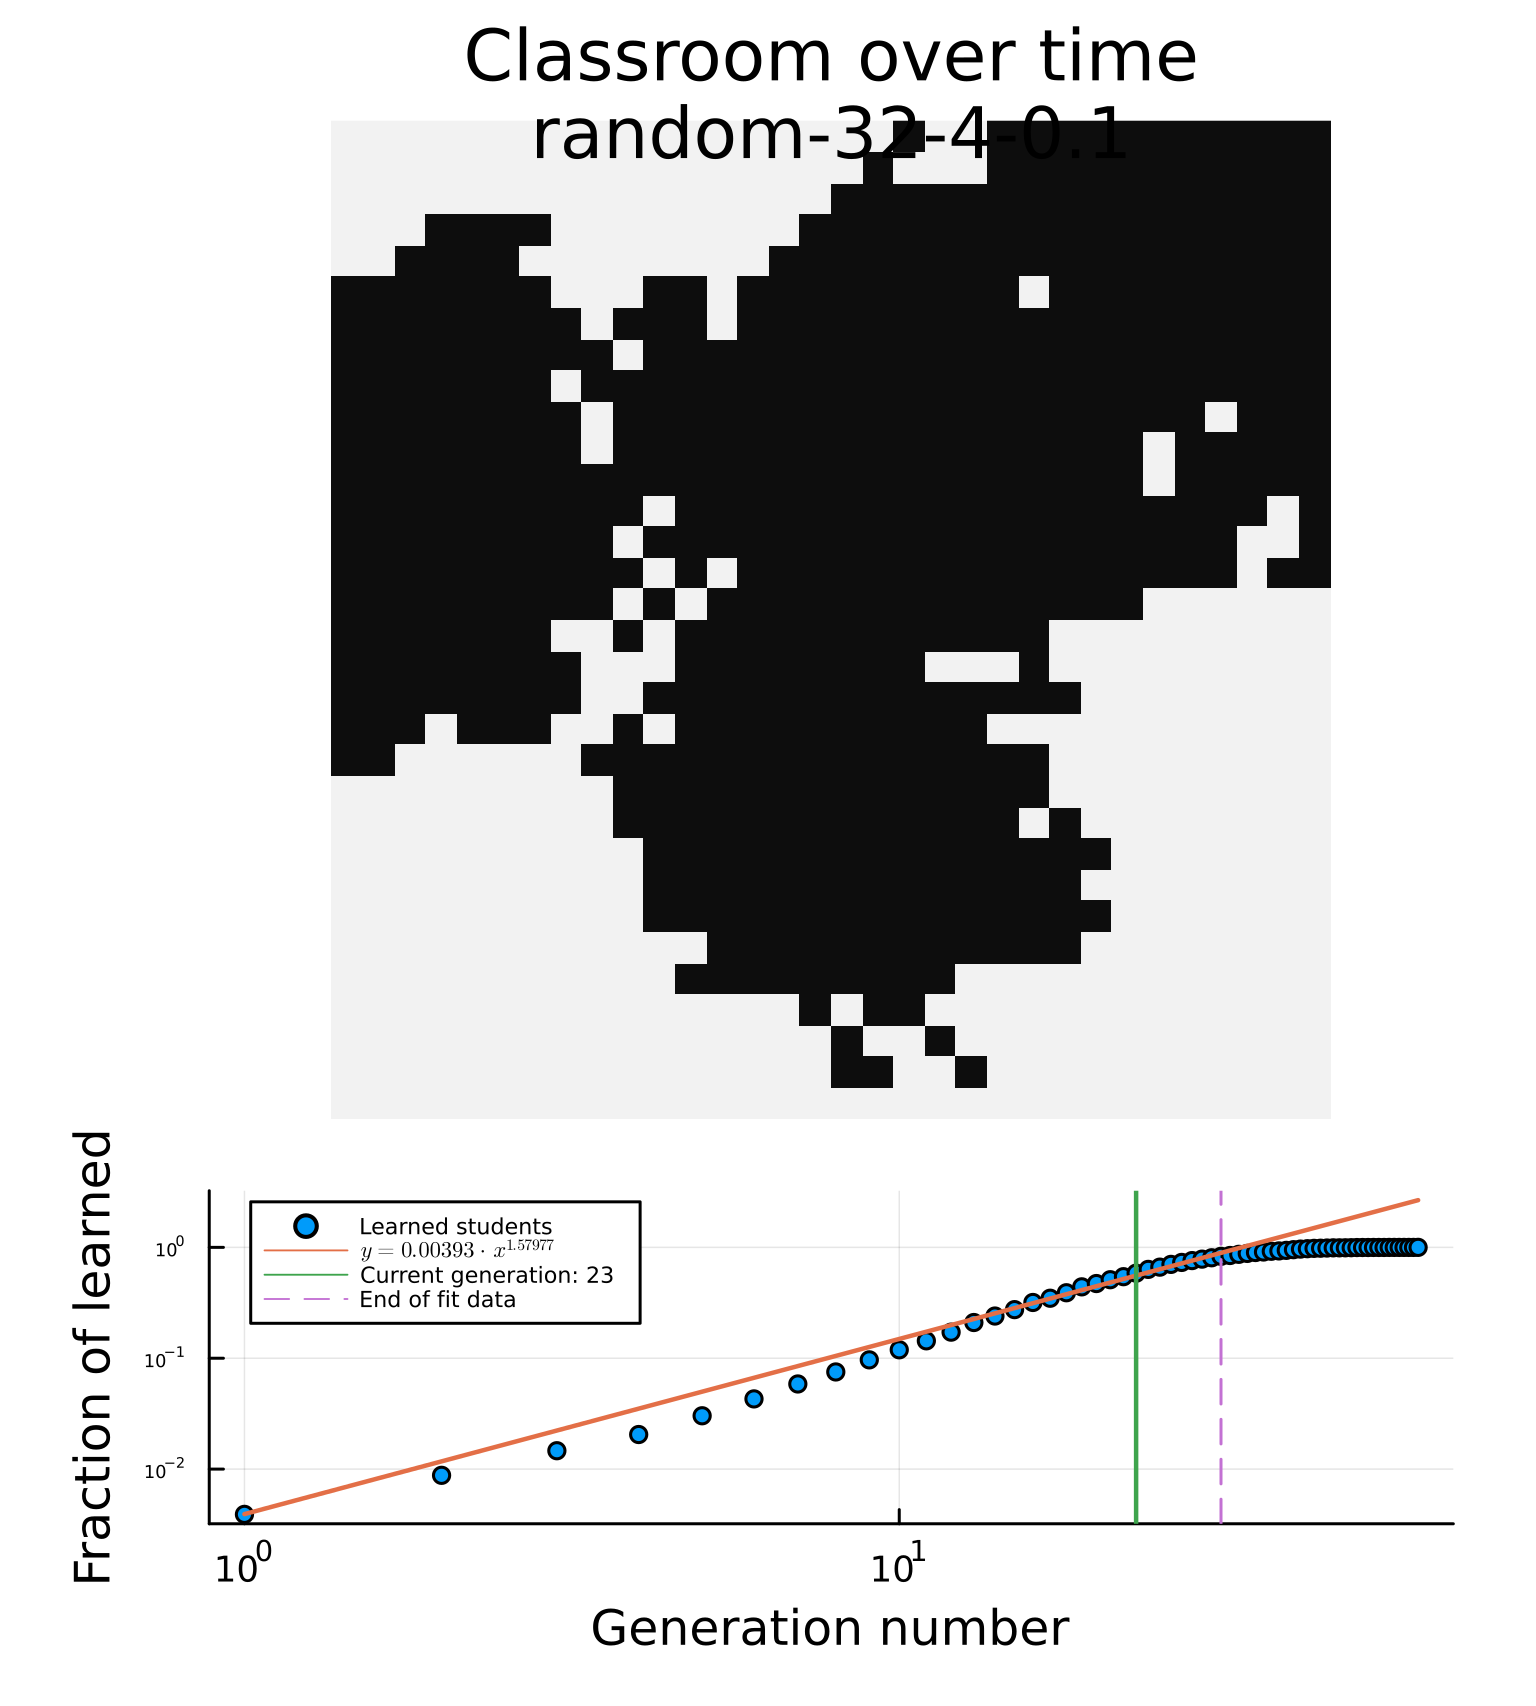 Classroom over time
random-32-4-0.1
Fraction of learned
Learned students
y = 0.00393 · x^1.57977
Current generation: 23
End of fit data
10^0
10^-1
10^-2
10^0
10^1
Generation number